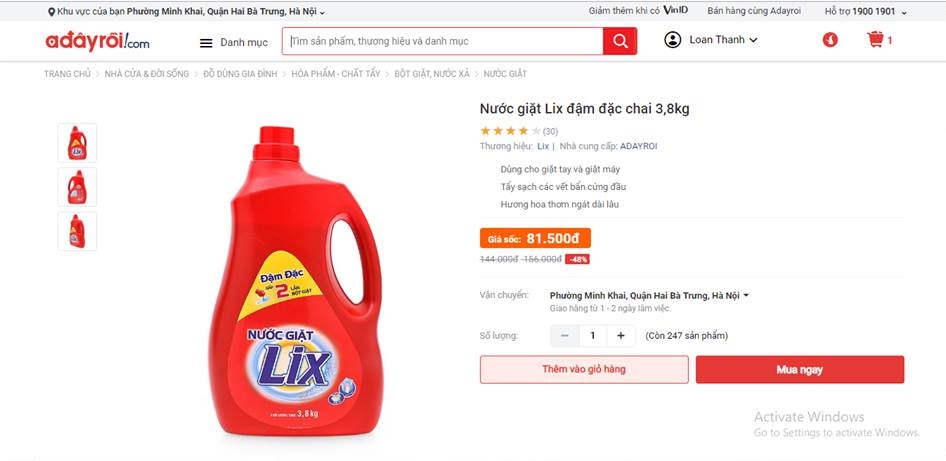 Khu vực của bạn Phường Minh Khai, Quận Hai Bà Trưng, Hà Nội
Giảm thêm khi có VinID
Bán hàng cùng Adayroi
Hỗ trợ 1900 1901
adâyrồi!.com
Danh mục
Tìm sản phẩm, thương hiệu và danh mục
Loan Thanh
1
TRANG CHỦ > NHÀ CỬA & ĐỜI SỐNG > ĐỒ DÙNG GIA ĐÌNH > HÓA PHẨM - CHẤT TẨY > BỘT GIẶT, NƯỚC XẢ > NƯỚC GIẶT
Nước giặt Lix đậm đặc chai 3,8kg
(30)
Thương hiệu: Lix | Nhà cung cấp: ADAYROI
Dùng cho giặt tay và giặt máy
Tẩy sạch các vết bẩn cứng đầu
Hương hoa thơm ngát dài lâu
Giá sốc: 81.500đ
144.000đ -156.000đ -48%
Vận chuyển: Phường Minh Khai, Quận Hai Bà Trưng, Hà Nội
Giao hàng từ 1 - 2 ngày làm việc.
Số lượng: − 1 + (Còn 247 sản phẩm)
Thêm vào giỏ hàng
Mua ngay
Đậm Đặc
GẤP 2 LẦN
BỘT GIẶT
NƯỚC GIẶT
Lix
3,8kg
Activate Windows
Go to Settings to activate Windows.